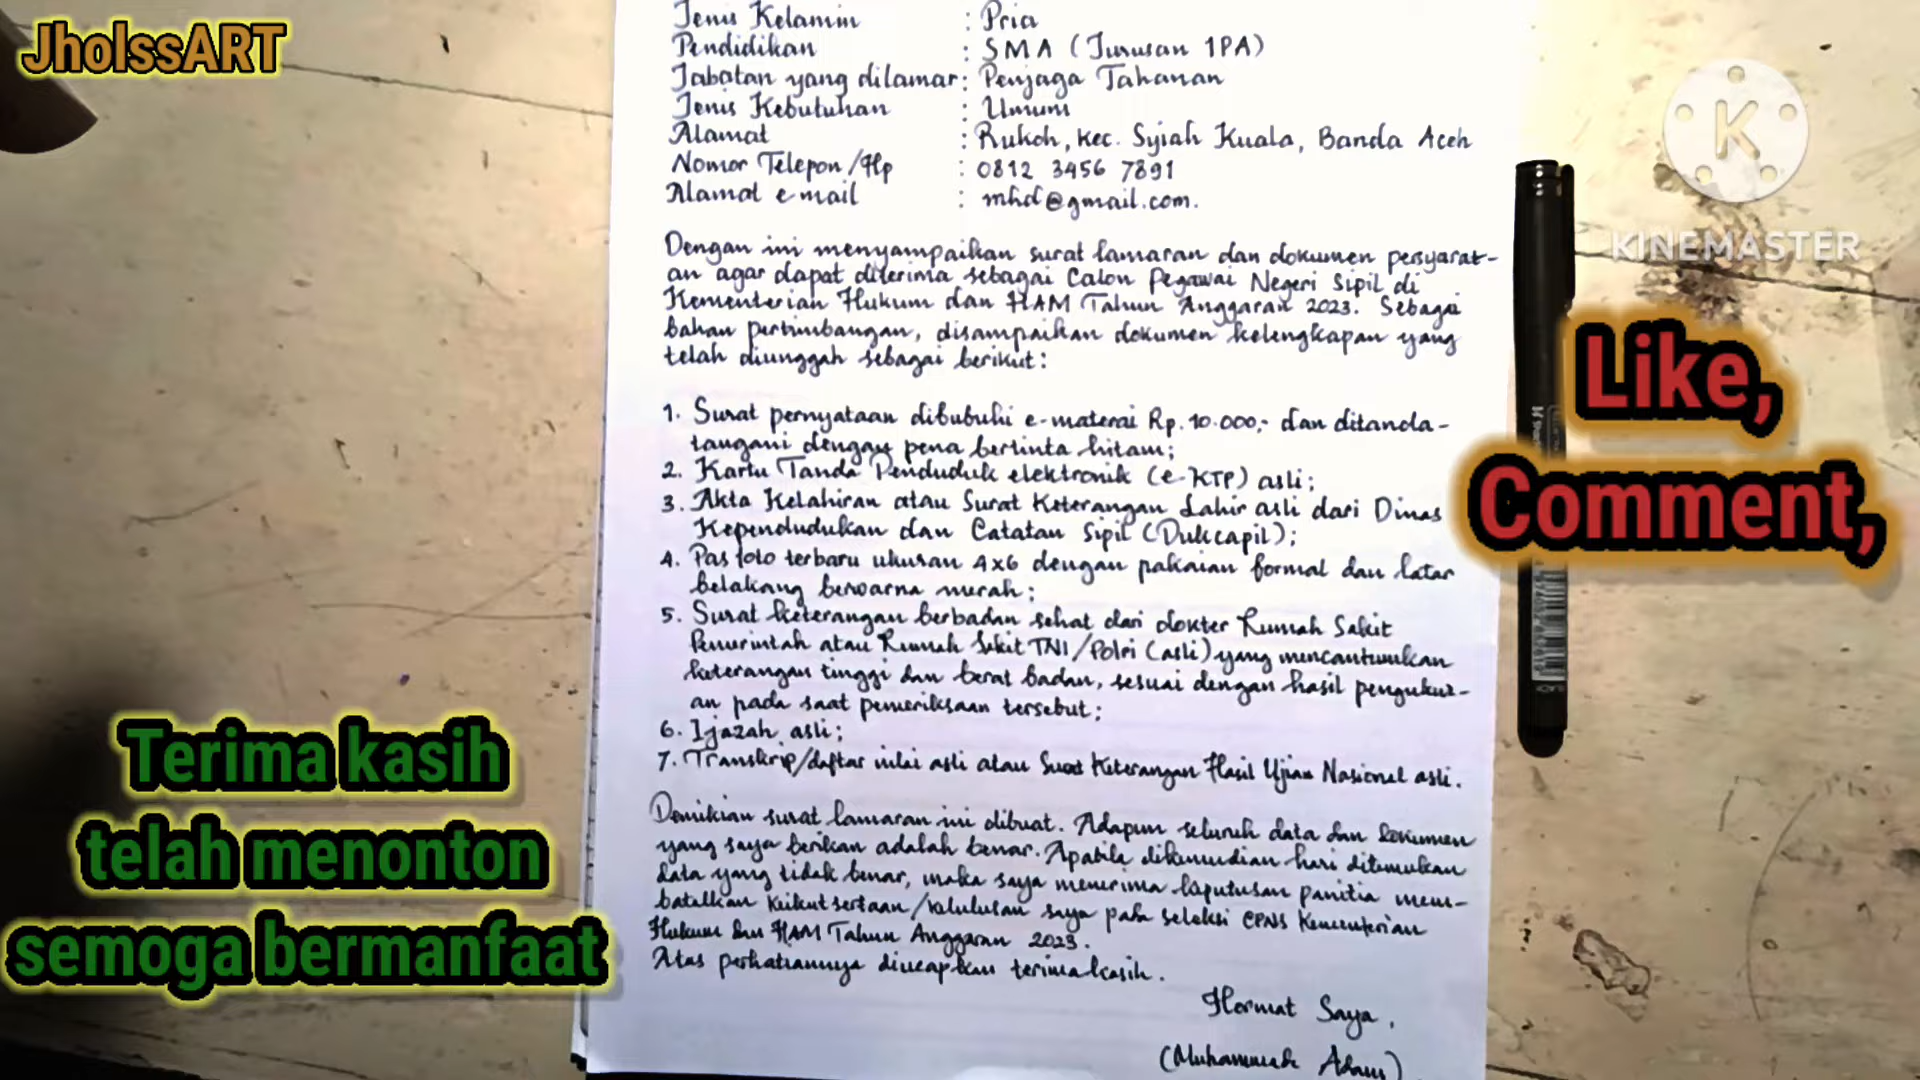 JholssART
Jenis Kelamin : Pria
Pendidikan : SMA (Jurusan IPA)
Jabatan yang dilamar : Penjaga Tahanan
Jenis Kebutuhan : Umum
Alamat : Rukoh, Kec. Syiah Kuala, Banda Aceh
Nomor Telepon/Hp : 0812 3456 7891
Alamat e-mail : mhd@gmail.com.
Dengan ini menyampaikan surat lamaran dan dokumen persyarat-
an agar dapat diterima sebagai Calon Pegawai Negeri Sipil di
Kementerian Hukum dan HAM Tahun Anggaran 2023. Sebagai
bahan pertimbangan, disampaikan dokumen kelengkapan yang
telah diunggah sebagai berikut:
1. Surat pernyataan dibubuhi e-materai Rp. 10.000,- dan ditanda-
tangani dengan pena bertinta hitam;
2. Kartu Tanda Penduduk elektronik (e-KTP) asli;
3. Akta Kelahiran atau Surat Keterangan Lahir asli dari Dinas
Kependudukan dan Catatan Sipil (Dukcapil);
4. Pas foto terbaru ukuran 4x6 dengan pakaian formal dan latar
belakang berwarna merah;
5. Surat keterangan berbadan sehat dari dokter Rumah Sakit
Pemerintah atau Rumah Sakit TNI/Polri (asli) yang mencantumkan
keterangan tinggi dan berat badan, sesuai dengan hasil pengukur-
an pada saat pemeriksaan tersebut;
6. Ijazah asli;
7. Transkrip/daftar nilai asli atau Surat Keterangan Hasil Ujian Nasional asli.
Demikian surat lamaran ini dibuat. Adapun seluruh data dan dokumen
yang saya berikan adalah benar. Apabila dikemudian hari ditemukan
data yang tidak benar, maka saya menerima keputusan panitia mem-
batalkan keikutsertaan/kelulusan saya pada seleksi CPNS Kementerian
Hukum dan HAM Tahun Anggaran 2023.
Atas perhatiannya diucapkan terima kasih.
Hormat Saya,
(Muhammad Adam)
KINEMASTER
Like,
Comment,
Terima kasih
telah menonton
semoga bermanfaat